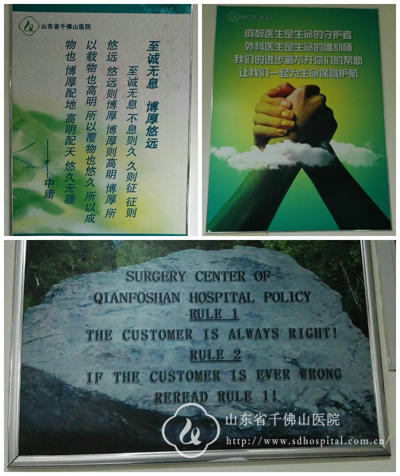 山东省千佛山医院
至诚无息 博厚悠远
至诚无息 不息则久 久则征 征则
悠远 悠远则博厚 博厚则高明 博厚所
以载物也高明 所以覆物也悠久 所以成
物也 博厚配地 高明配天 悠久无疆
——中庸
麻醉医生是生命的守护者
外科医生是生命的雕刻师
我们的进步离不开你们的帮助
让我们一起为生命保驾护航
SURGERY CENTER OF
QIANFOSHAN HOSPITAL POLICY
RULE 1
THE CUSTOMER IS ALWAYS RIGHT!
RULE 2
IF THE CUSTOMER IS EVER WRONG
REREAD RULE 1!
山东省千佛山医院
http://www.sdhospital.com.cn/